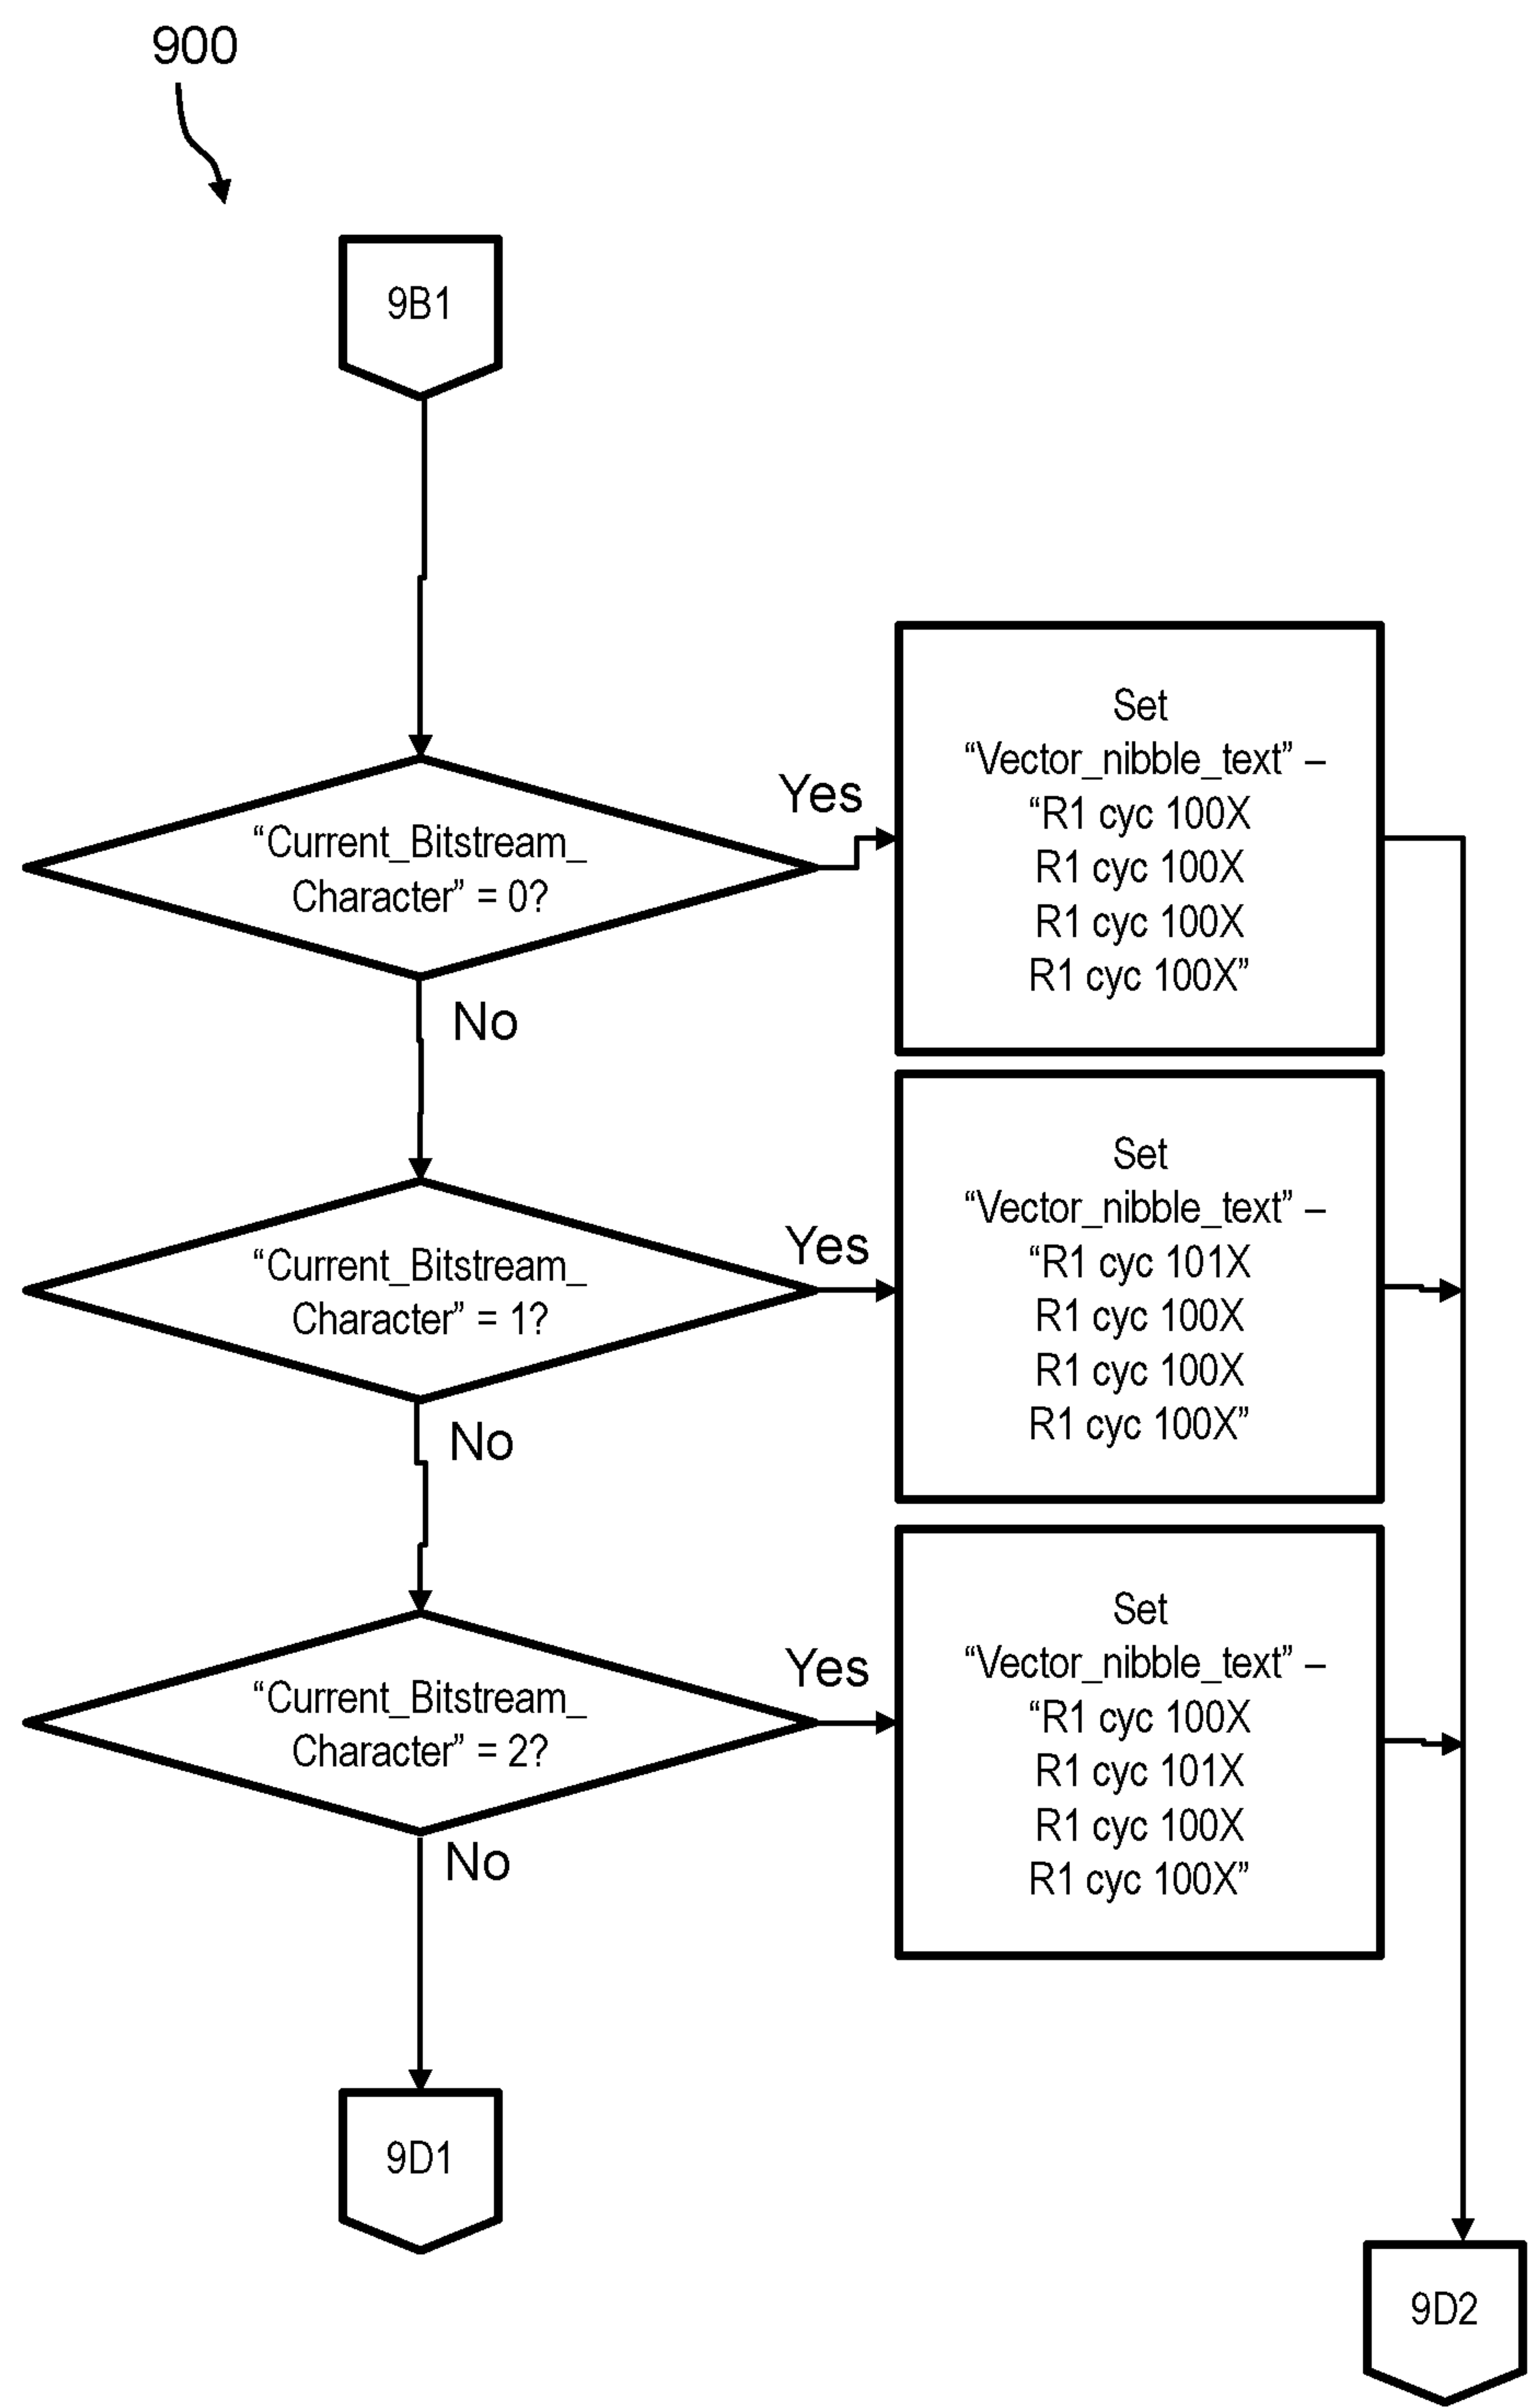 900
9B1
“Current_Bitstream_
Character” = 0?
Yes
Set
“Vector_nibble_text” –
“R1 cyc 100X
R1 cyc 100X
R1 cyc 100X
R1 cyc 100X”
No
“Current_Bitstream_
Character” = 1?
Yes
Set
“Vector_nibble_text” –
“R1 cyc 101X
R1 cyc 100X
R1 cyc 100X
R1 cyc 100X”
No
“Current_Bitstream_
Character” = 2?
Yes
Set
“Vector_nibble_text” –
“R1 cyc 100X
R1 cyc 101X
R1 cyc 100X
R1 cyc 100X”
No
9D1
9D2